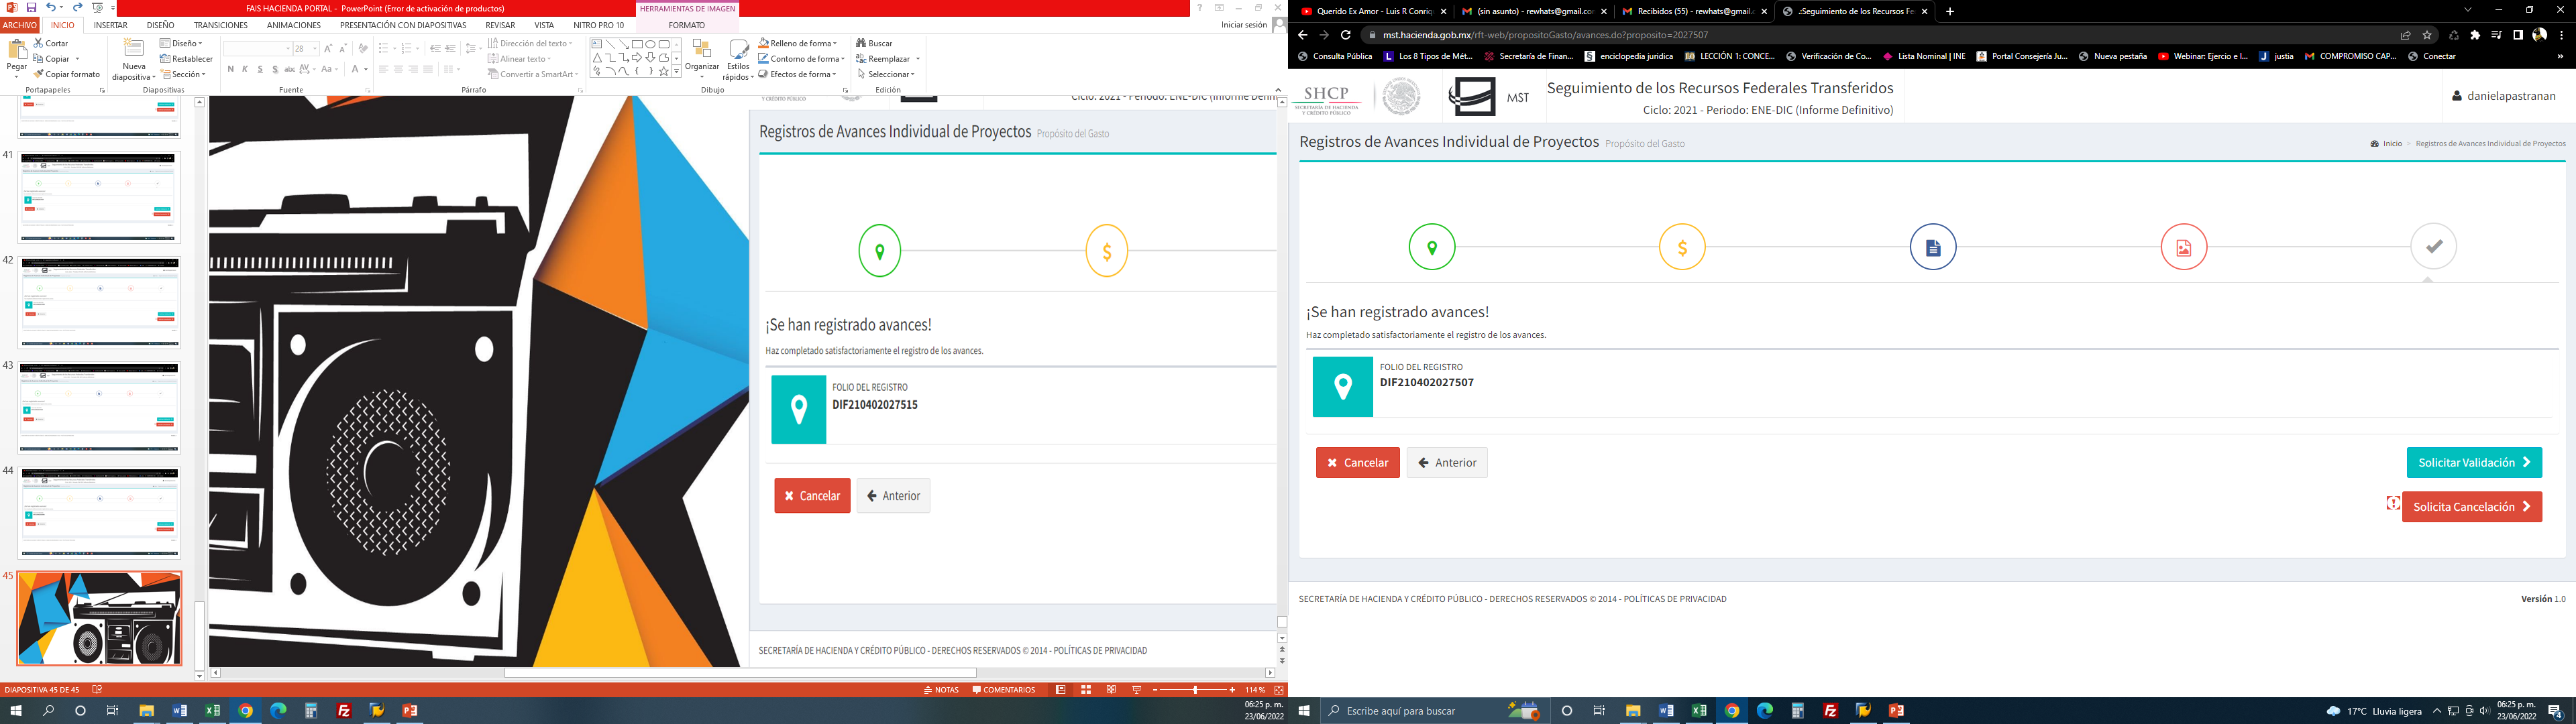 FAIS HACIENDA PORTAL - PowerPoint (Error de activación de productos)
HERRAMIENTAS DE IMAGEN
ARCHIVO INICIO INSERTAR DISEÑO TRANSICIONES ANIMACIONES PRESENTACIÓN CON DIAPOSITIVAS REVISAR VISTA NITRO PRO 10 FORMATO Iniciar sesión
Pegar
Cortar
Copiar
Copiar formato
Portapapeles
Nueva diapositiva
Diseño
Restablecer
Sección
Diapositivas
28
N K S S abc AV Aa A
Fuente
Dirección del texto
Alinear texto
Convertir a SmartArt
Párrafo
Organizar
Estilos rápidos
Relleno de forma
Contorno de forma
Efectos de forma
Dibujo
Buscar
Reemplazar
Seleccionar
Edición
41
42
43
44
45
Y CRÉDITO PÚBLICO
Ciclo: 2021 - Periodo: ENE-DIC (Informe Defin
Registros de Avances Individual de Proyectos Propósito del Gasto
$
¡Se han registrado avances!
Haz completado satisfactoriamente el registro de los avances.
FOLIO DEL REGISTRO
DIF210402027515
Cancelar Anterior
SECRETARÍA DE HACIENDA Y CRÉDITO PÚBLICO - DERECHOS RESERVADOS © 2014 - POLÍTICAS DE PRIVACIDAD
DIAPOSITIVA 45 DE 45
NOTAS COMENTARIOS 114 %
06:25 p. m.
23/06/2022
Querido Ex Amor - Luis R Conriq
(sin asunto) - rewhats@gmail.co
Recibidos (55) - rewhats@gmail.c
.:Seguimiento de los Recursos Fe
mst.hacienda.gob.mx/rft-web/propositoGasto/avances.do?proposito=2027507
Consulta Pública
Los 8 Tipos de Mét...
Secretaría de Finan...
enciclopedia juridica
LECCIÓN 1: CONCE...
Verificación de Co...
Lista Nominal | INE
Portal Consejería Ju...
Nueva pestaña
Webinar: Ejercicio e I...
justia
COMPROMISO CAP...
Conectar
SHCP
SECRETARÍA DE HACIENDA
Y CRÉDITO PÚBLICO
MST
Seguimiento de los Recursos Federales Transferidos
Ciclo: 2021 - Periodo: ENE-DIC (Informe Definitivo)
danielapastranan
Registros de Avances Individual de Proyectos Propósito del Gasto
Inicio > Registros de Avances Individual de Proyectos
$
¡Se han registrado avances!
Haz completado satisfactoriamente el registro de los avances.
FOLIO DEL REGISTRO
DIF210402027507
Cancelar Anterior
Solicitar Validación
Solicita Cancelación
SECRETARÍA DE HACIENDA Y CRÉDITO PÚBLICO - DERECHOS RESERVADOS © 2014 - POLÍTICAS DE PRIVACIDAD
Versión 1.0
Escribe aquí para buscar
17°C Lluvia ligera
06:25 p. m.
23/06/2022